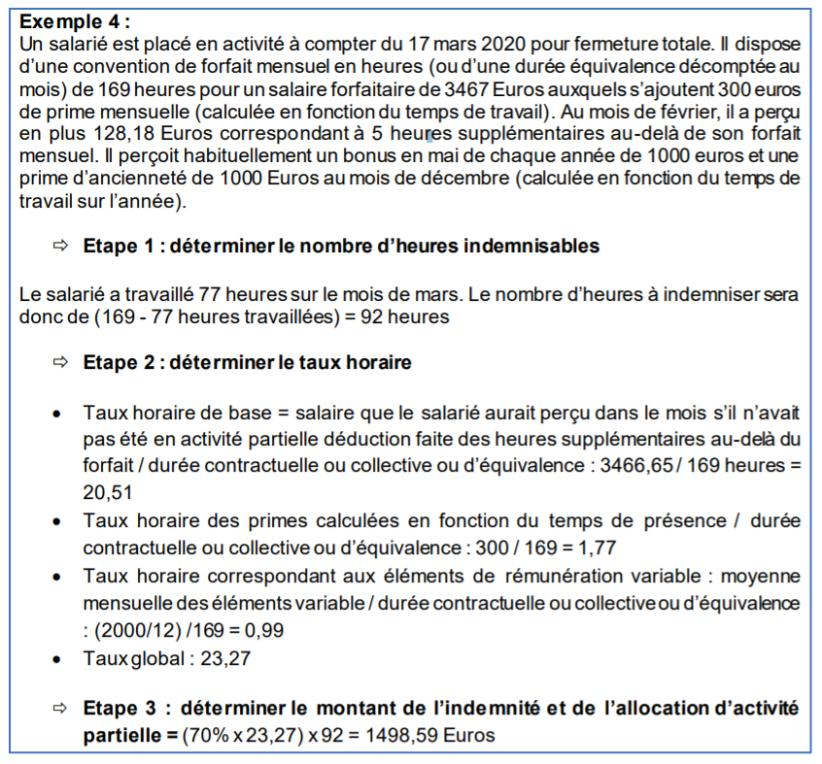 Exemple 4 :
Un salarié est placé en activité à compter du 17 mars 2020 pour fermeture totale. Il dispose
d'une convention de forfait mensuel en heures (ou d'une durée équivalence décomptée au
mois) de 169 heures pour un salaire forfaitaire de 3467 Euros auxquels s'ajoutent 300 euros
de prime mensuelle (calculée en fonction du temps de travail). Au mois de février, il a perçu
en plus 128,18 Euros correspondant à 5 heures supplémentaires au-delà de son forfait
mensuel. Il perçoit habituellement un bonus en mai de chaque année de 1000 euros et une
prime d'ancienneté de 1000 Euros au mois de décembre (calculée en fonction du temps de
travail sur l'année).
⇨ Etape 1 : déterminer le nombre d'heures indemnisables
Le salarié a travaillé 77 heures sur le mois de mars. Le nombre d'heures à indemniser sera
donc de (169 - 77 heures travaillées) = 92 heures
⇨ Etape 2 : déterminer le taux horaire
• Taux horaire de base = salaire que le salarié aurait perçu dans le mois s'il n'avait
pas été en activité partielle déduction faite des heures supplémentaires au-delà du
forfait / durée contractuelle ou collective ou d'équivalence : 3466,65 / 169 heures =
20,51
• Taux horaire des primes calculées en fonction du temps de présence / durée
contractuelle ou collective ou d'équivalence : 300 / 169 = 1,77
• Taux horaire correspondant aux éléments de rémunération variable : moyenne
mensuelle des éléments variable / durée contractuelle ou collective ou d'équivalence
: (2000/12) /169 = 0,99
• Taux global : 23,27
⇨ Etape 3 : déterminer le montant de l'indemnité et de l'allocation d'activité
partielle = (70% x 23,27) x 92 = 1498,59 Euros